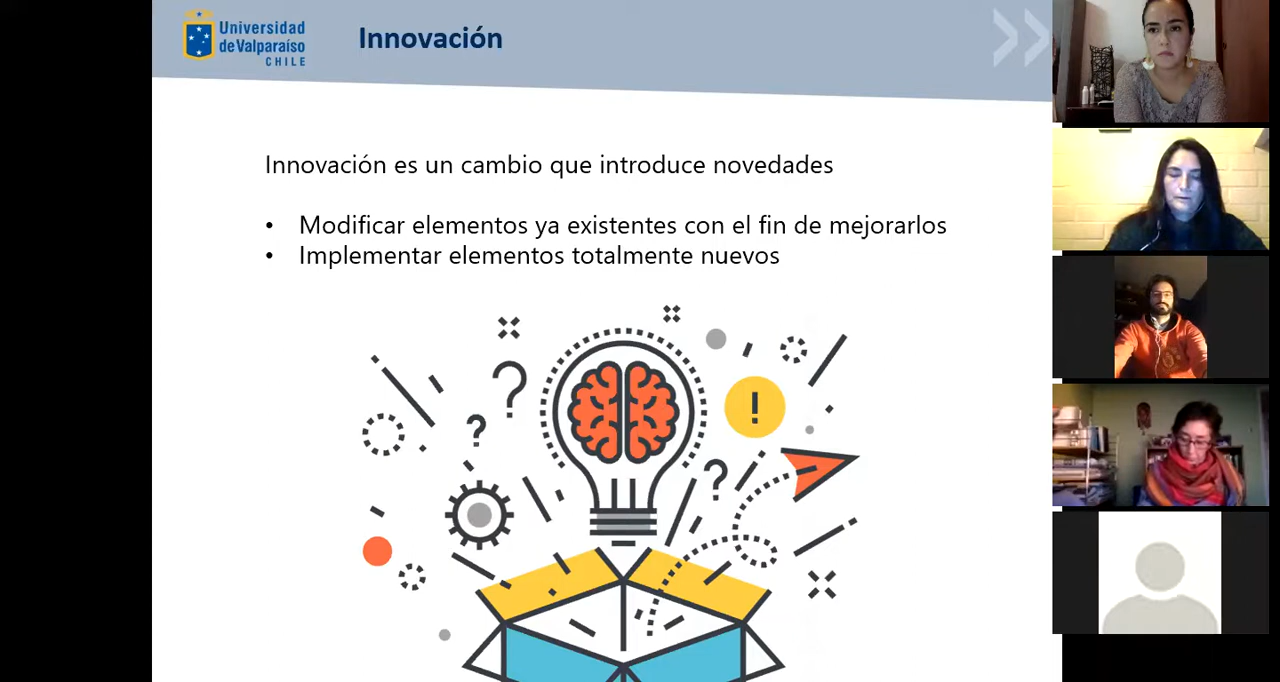 Universidad
de Valparaíso
CHILE
Innovación
Innovación es un cambio que introduce novedades
• Modificar elementos ya existentes con el fin de mejorarlos
• Implementar elementos totalmente nuevos
? ? ? !